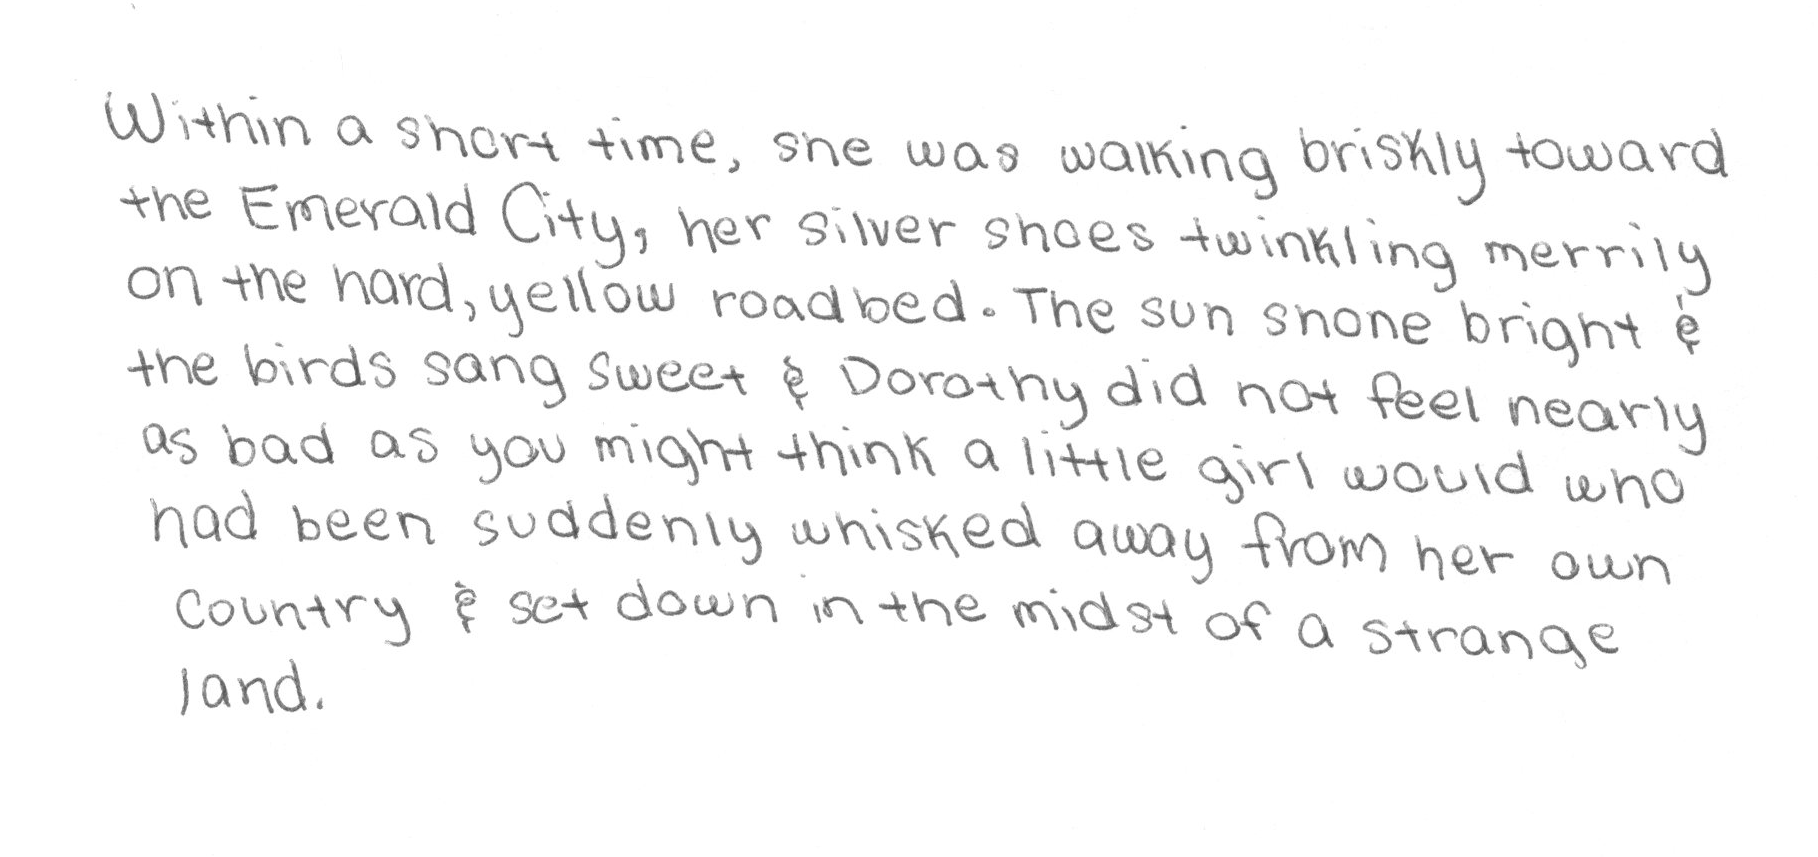 Within a short time, she was walking briskly toward
the Emerald City, her silver shoes twinkling merrily
on the hard, yellow roadbed. The sun shone bright &
the birds sang sweet & Dorothy did not feel nearly
as bad as you might think a little girl would who
had been suddenly whisked away from her own
Country & set down in the midst of a strange
land.